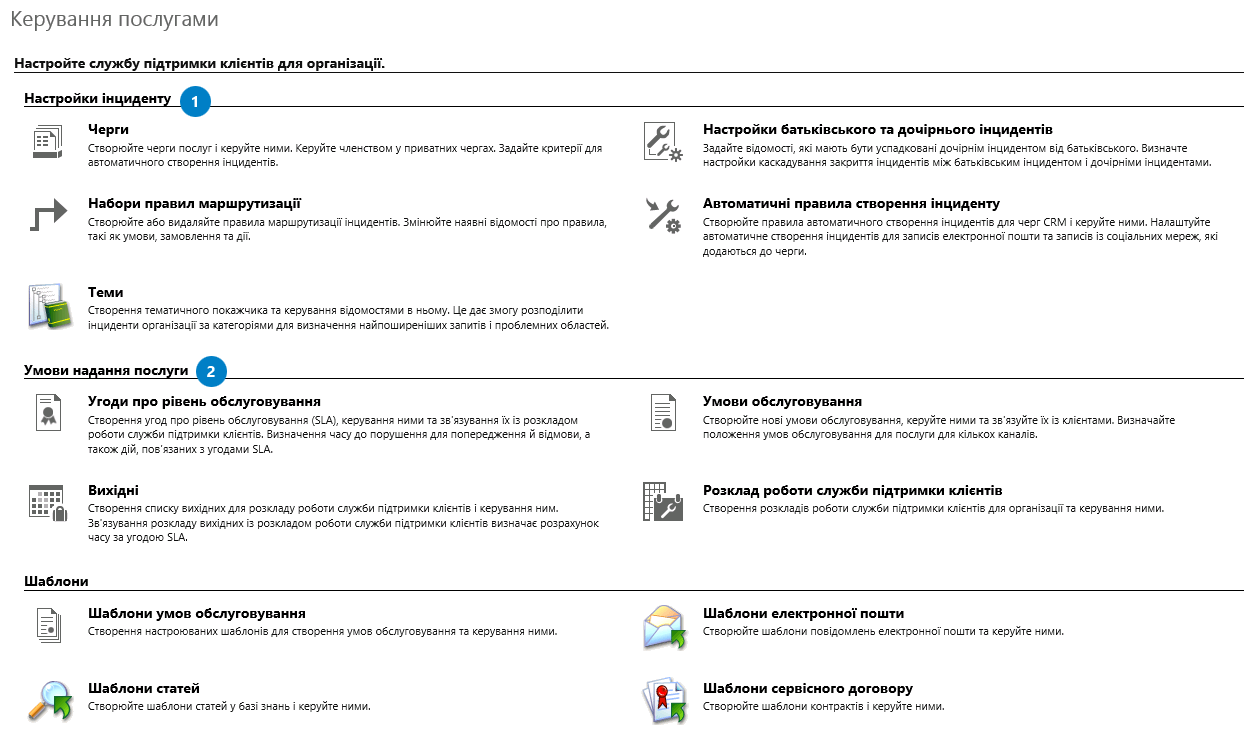 Керування послугами
Настройте службу підтримки клієнтів для організації.
Настройки інциденту 1
Черги
Створюйте черги послуг і керуйте ними. Керуйте членством у приватних чергах. Задайте критерії для
автоматичного створення інцидентів.
Настройки батьківського та дочірнього інцидентів
Задайте відомості, які мають бути успадковані дочірнім інцидентом від батьківського. Визначте
настройки каскадування закриття інцидентів між батьківським інцидентом і дочірніми інцидентами.
Набори правил маршрутизації
Створюйте або видаляйте правила маршрутизації інцидентів. Змінюйте наявні відомості про правила,
такі як умови, замовлення та дії.
Автоматичні правила створення інциденту
Створюйте правила автоматичного створення інцидентів для черг CRM і керуйте ними. Налаштуйте
автоматичне створення інцидентів для записів електронної пошти та записів із соціальних мереж, які
додаються до черги.
Теми
Створення тематичного покажчика та керування відомостями в ньому. Це дає змогу розподілити
інциденти організації за категоріями для визначення найпоширеніших запитів і проблемних областей.
Умови надання послуги 2
Угоди про рівень обслуговування
Створення угод про рівень обслуговування (SLA), керування ними та зв'язування їх із розкладом
роботи служби підтримки клієнтів. Визначення часу до порушення для попередження й відмови, а
також дій, пов'язаних з угодами SLA.
Умови обслуговування
Створюйте нові умови обслуговування, керуйте ними та зв'язуйте їх із клієнтами. Визначайте
положення умов обслуговування для послуги для кількох каналів.
Вихідні
Створення списку вихідних для розкладу роботи служби підтримки клієнтів і керування ним.
Зв'язування розкладу вихідних із розкладом роботи служби підтримки клієнтів визначає розрахунок
часу за угодою SLA.
Розклад роботи служби підтримки клієнтів
Створення розкладів роботи служби підтримки клієнтів для організації та керування ними.
Шаблони
Шаблони умов обслуговування
Створення настроюваних шаблонів для створення умов обслуговування та керування ними.
Шаблони електронної пошти
Створюйте шаблони повідомлень електронної пошти та керуйте ними.
Шаблони статей
Створюйте шаблони статей у базі знань і керуйте ними.
Шаблони сервісного договору
Створюйте шаблони контрактів і керуйте ними.